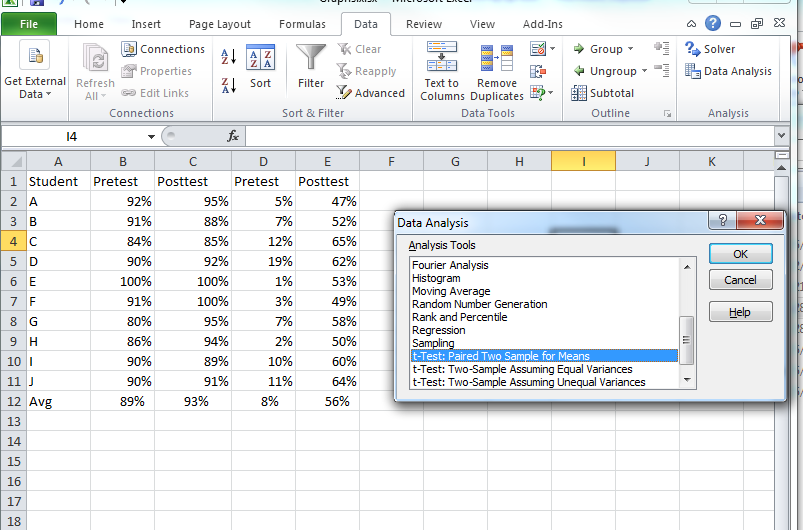 File Home Insert Page Layout Formulas Data Review View Add-Ins
Get External Data
Refresh All
Connections
Properties
Edit Links
Connections
Sort
Filter
Clear
Reapply
Advanced
Sort & Filter
Text to Columns
Remove Duplicates
Data Tools
Group
Ungroup
Subtotal
Outline
Solver
Data Analysis
Analysis
I4 fx
A B C D E F G H I J K
1 Student Pretest Posttest Pretest Posttest
2 A 92% 95% 5% 47%
3 B 91% 88% 7% 52%
4 C 84% 85% 12% 65%
5 D 90% 92% 19% 62%
6 E 100% 100% 1% 53%
7 F 91% 100% 3% 49%
8 G 80% 95% 7% 58%
9 H 86% 94% 2% 50%
10 I 90% 89% 10% 60%
11 J 90% 91% 11% 64%
12 Avg 89% 93% 8% 56%
13
14
15
16
17
18
Data Analysis
Analysis Tools
Fourier Analysis
Histogram
Moving Average
Random Number Generation
Rank and Percentile
Regression
Sampling
t-Test: Paired Two Sample for Means
t-Test: Two-Sample Assuming Equal Variances
t-Test: Two-Sample Assuming Unequal Variances
OK
Cancel
Help